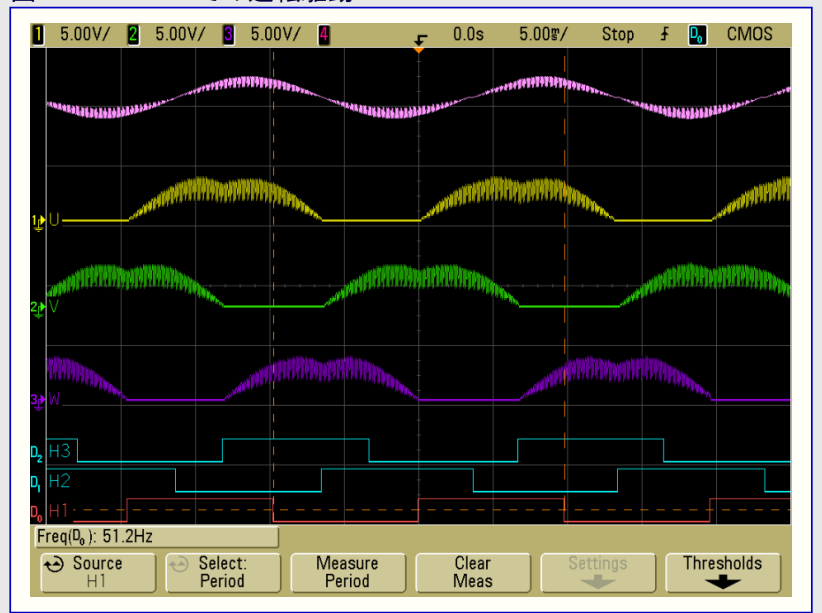 1 5.00V/ 2 5.00V/ 3 5.00V/ 4 0.0s 5.00㎳/ Stop D0 CMOS
1 U
2 V
3 W
D2 H3
D1 H2
D0 H1
Freq(D0): 51.2Hz
Source
H1
Select:
Period
Measure
Period
Clear
Meas
Settings
Thresholds